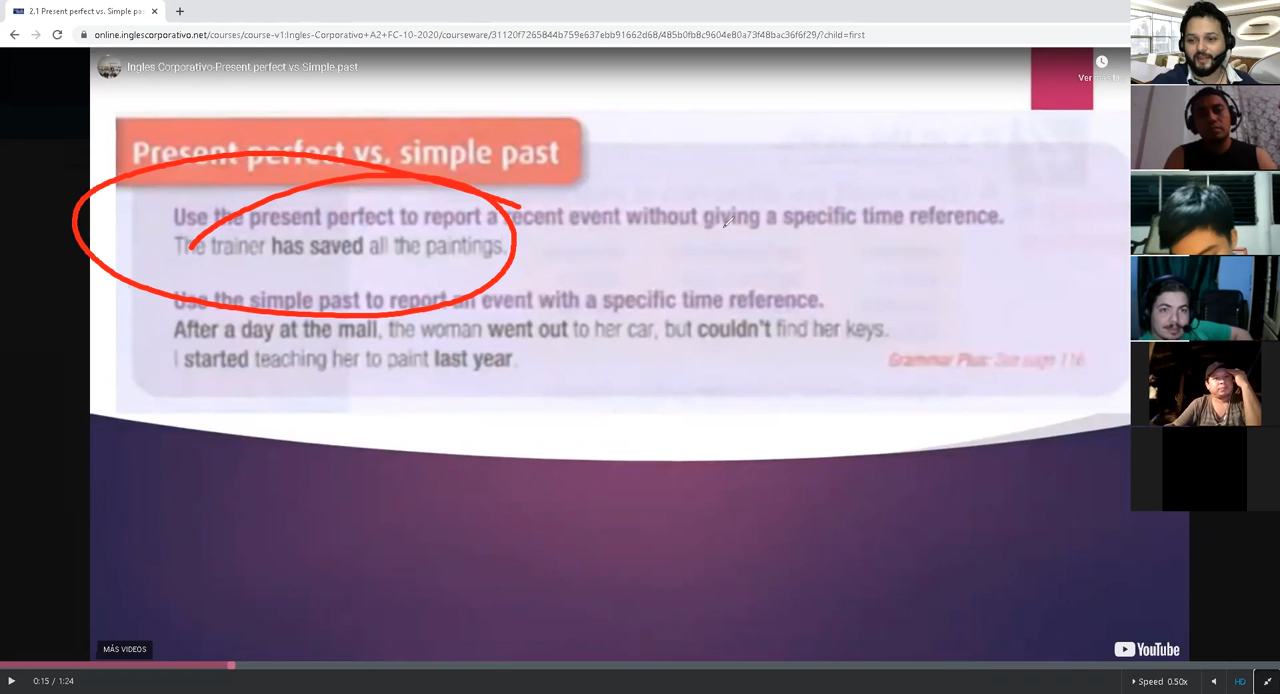 2.1 Present perfect vs. Simple pa
online.inglescorporativo.net/courses/course-v1:Ingles-Corporativo+A2+FC-10-2020
31120f7265844b759e637ebb91662d68/485b0fb8c9604e80a73f48bac36f6f29/?child=first
Ingles Corporativo-Present perfect vs Simple past
Present perfect vs. simple past
Use the present perfect to report a recent event without giving a specific time reference.
The trainer has saved all the paintings.
Use the simple past to report an event with a specific time reference.
After a day at the mall, the woman went out to her car, but couldn't find her keys.
I started teaching her to paint last year.
Grammar Plus: See page 116
MÁS VIDEOS
YouTube
0:15 / 1:24
Speed 0.50x
HD